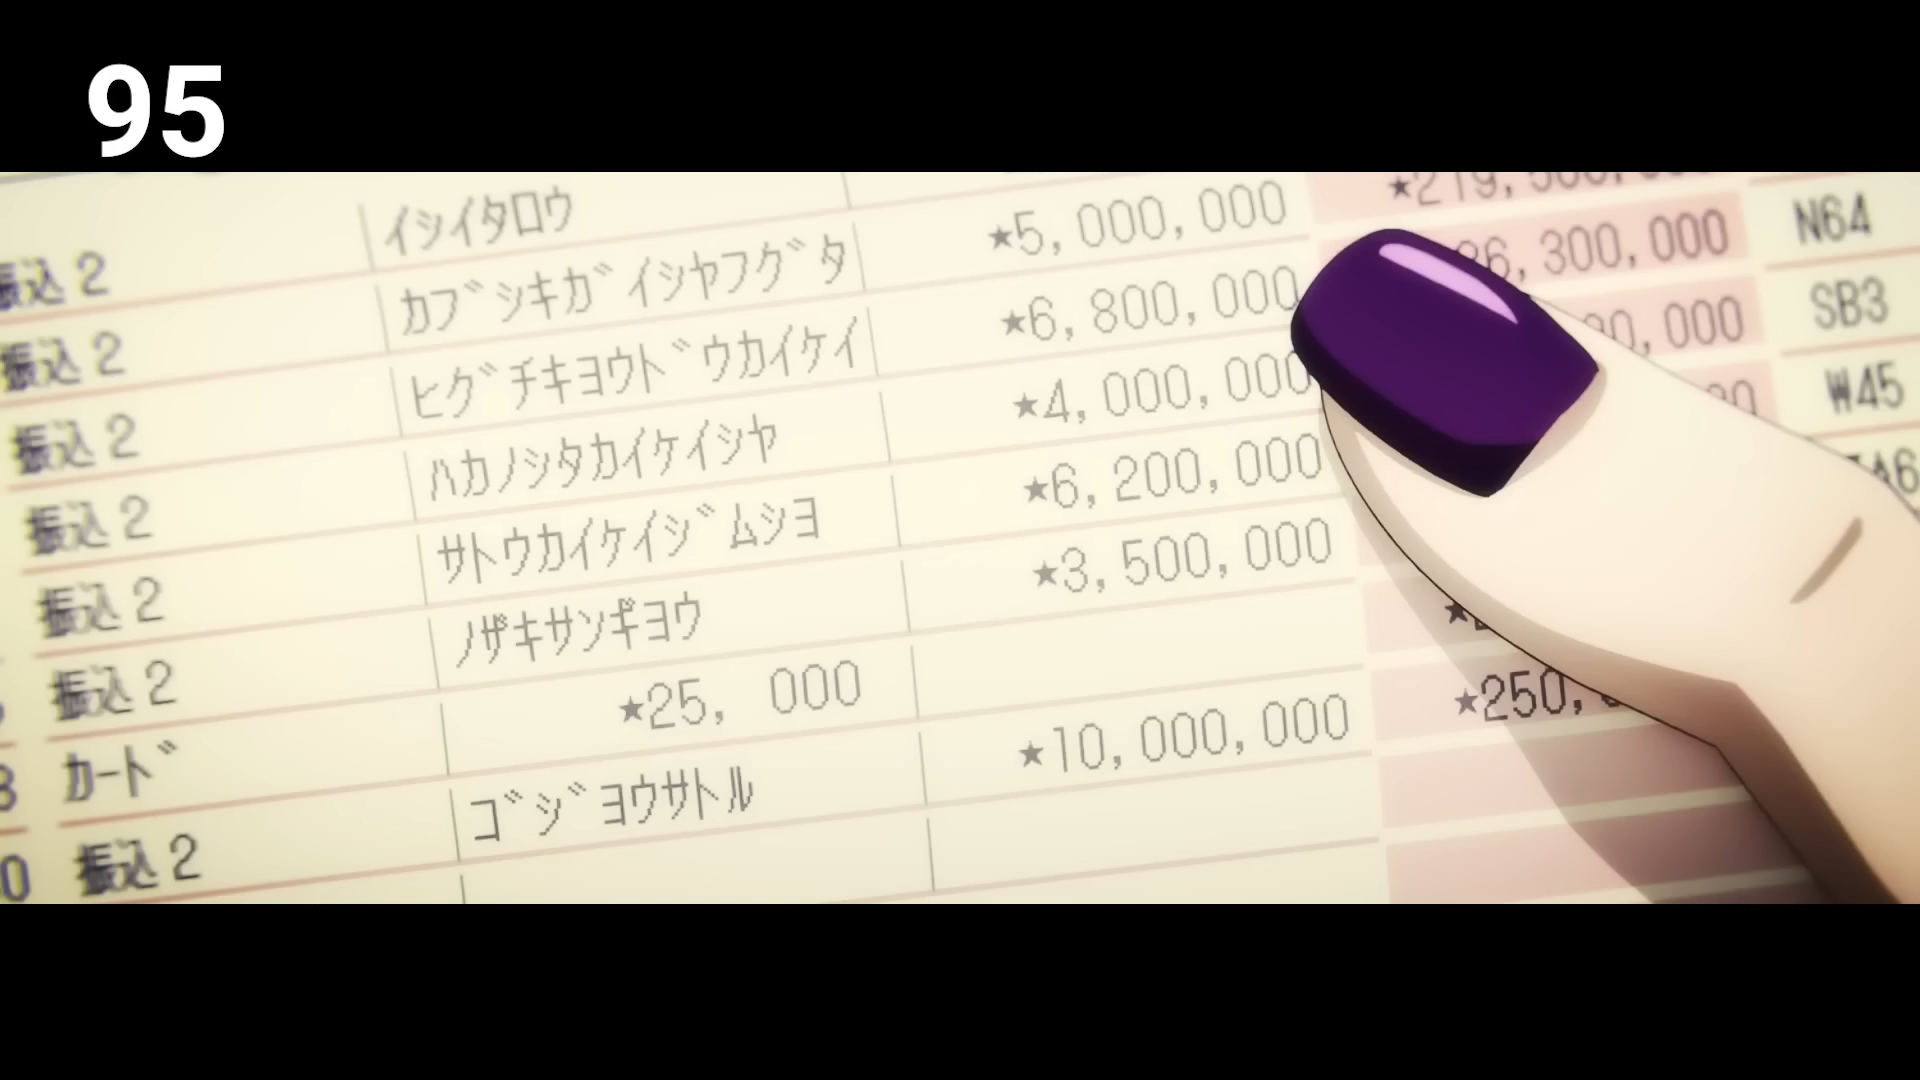 95
イシイタロウ
振込2 カブシキガイシヤフグタ ★5,000,000 6,300,000 N64
振込2 ヒグチキヨウドウカイケイ ★6,800,000 0,000 SB3
振込2 ハカノシタカイケイシヤ ★4,000,000 W45
振込2 サトウカイケイジムシヨ ★6,200,000
振込2 ノザキサンギヨウ ★3,500,000
振込2 ★25, 000
カード ゴジヨウサトル ★10,000,000 ★250,
振込2